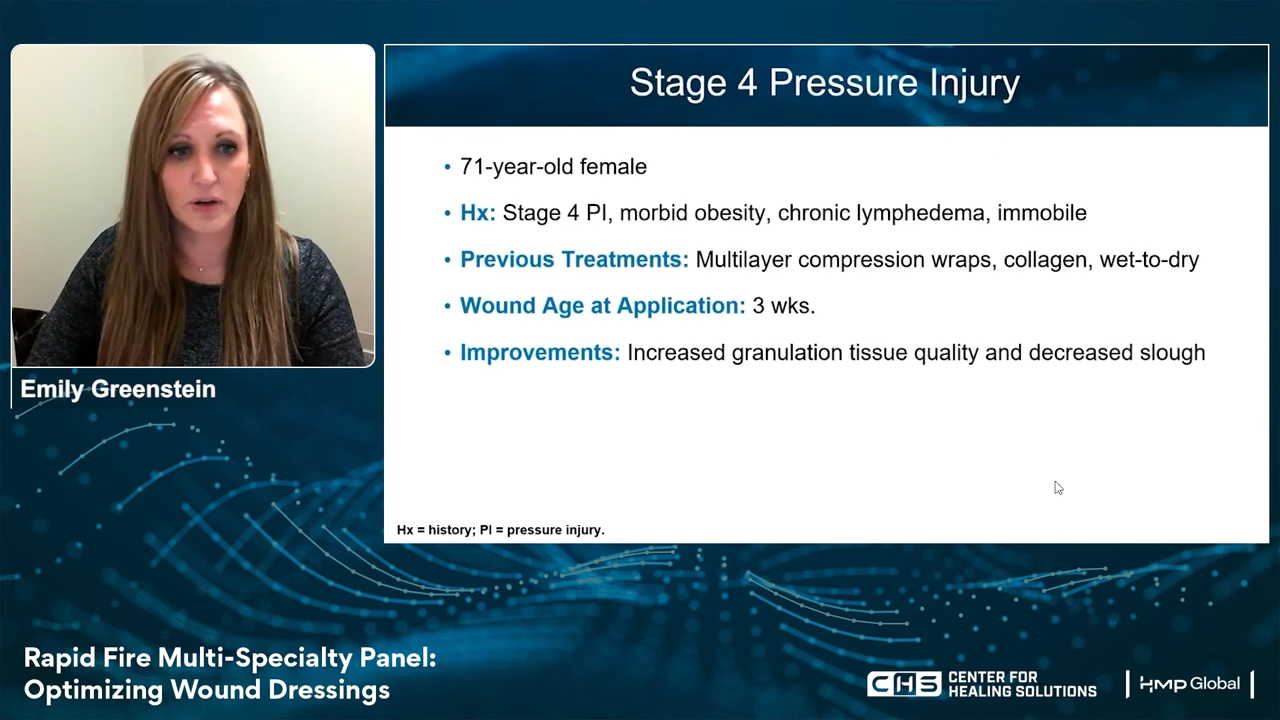 Stage 4 Pressure Injury
• 71-year-old female
• Hx: Stage 4 PI, morbid obesity, chronic lymphedema, immobile
• Previous Treatments: Multilayer compression wraps, collagen, wet-to-dry
• Wound Age at Application: 3 wks.
• Improvements: Increased granulation tissue quality and decreased slough
Hx = history; PI = pressure injury.
Emily Greenstein
Rapid Fire Multi-Specialty Panel:
Optimizing Wound Dressings
CHS CENTER FOR
HEALING SOLUTIONS
HMP Global